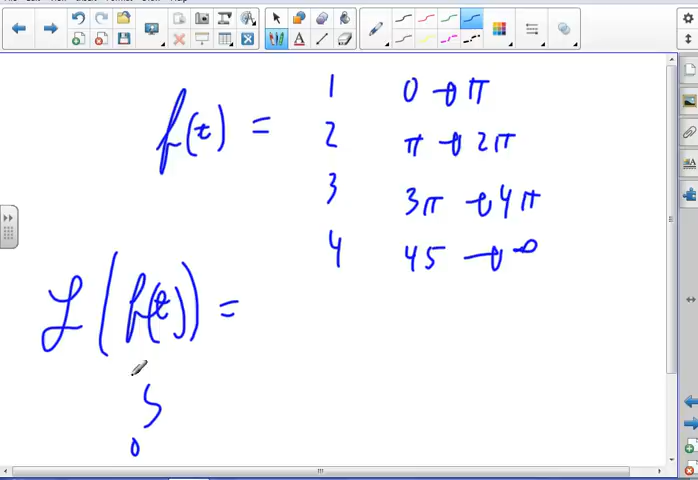 1 0 → π
f(t) = 2 π → 2π
3 3π → 4π
4 45 → ∞
ℒ(f(t)) =
∫
0